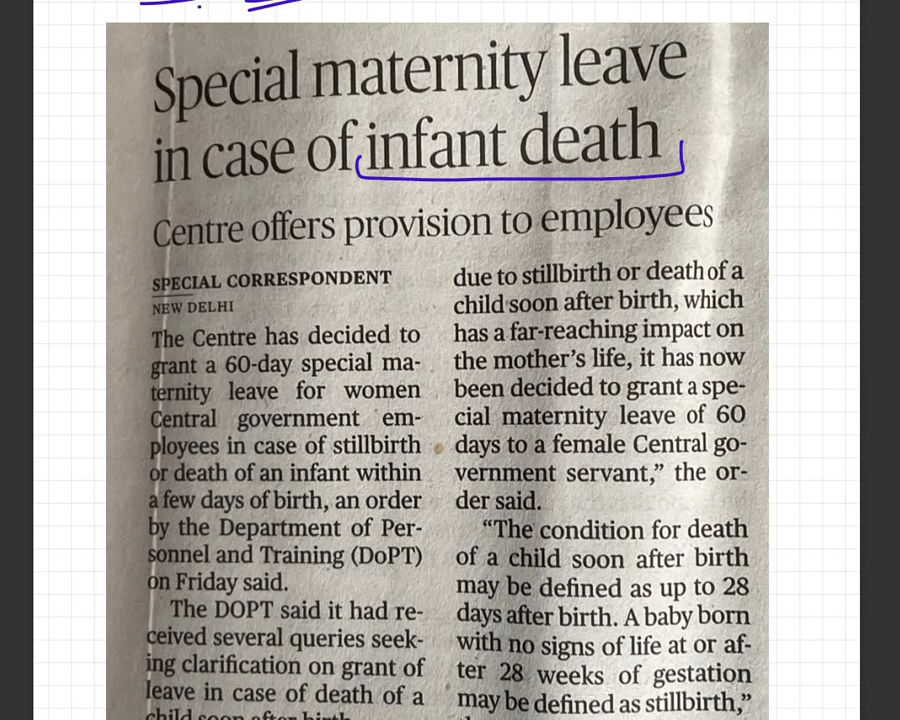 Special maternity leave
in case of infant death
Centre offers provision to employees
SPECIAL CORRESPONDENT
NEW DELHI
The Centre has decided to
grant a 60-day special ma-
ternity leave for women
Central government em-
ployees in case of stillbirth
or death of an infant within
a few days of birth, an order
by the Department of Per-
sonnel and Training (DoPT)
on Friday said.
The DOPT said it had re-
ceived several queries seek-
ing clarification on grant of
leave in case of death of a
child soon after birth
due to stillbirth or death of a
child soon after birth, which
has a far-reaching impact on
the mother's life, it has now
been decided to grant a spe-
cial maternity leave of 60
days to a female Central go-
vernment servant,” the or-
der said.
“The condition for death
of a child soon after birth
may be defined as up to 28
days after birth. A baby born
with no signs of life at or af-
ter 28 weeks of gestation
may be defined as stillbirth,”